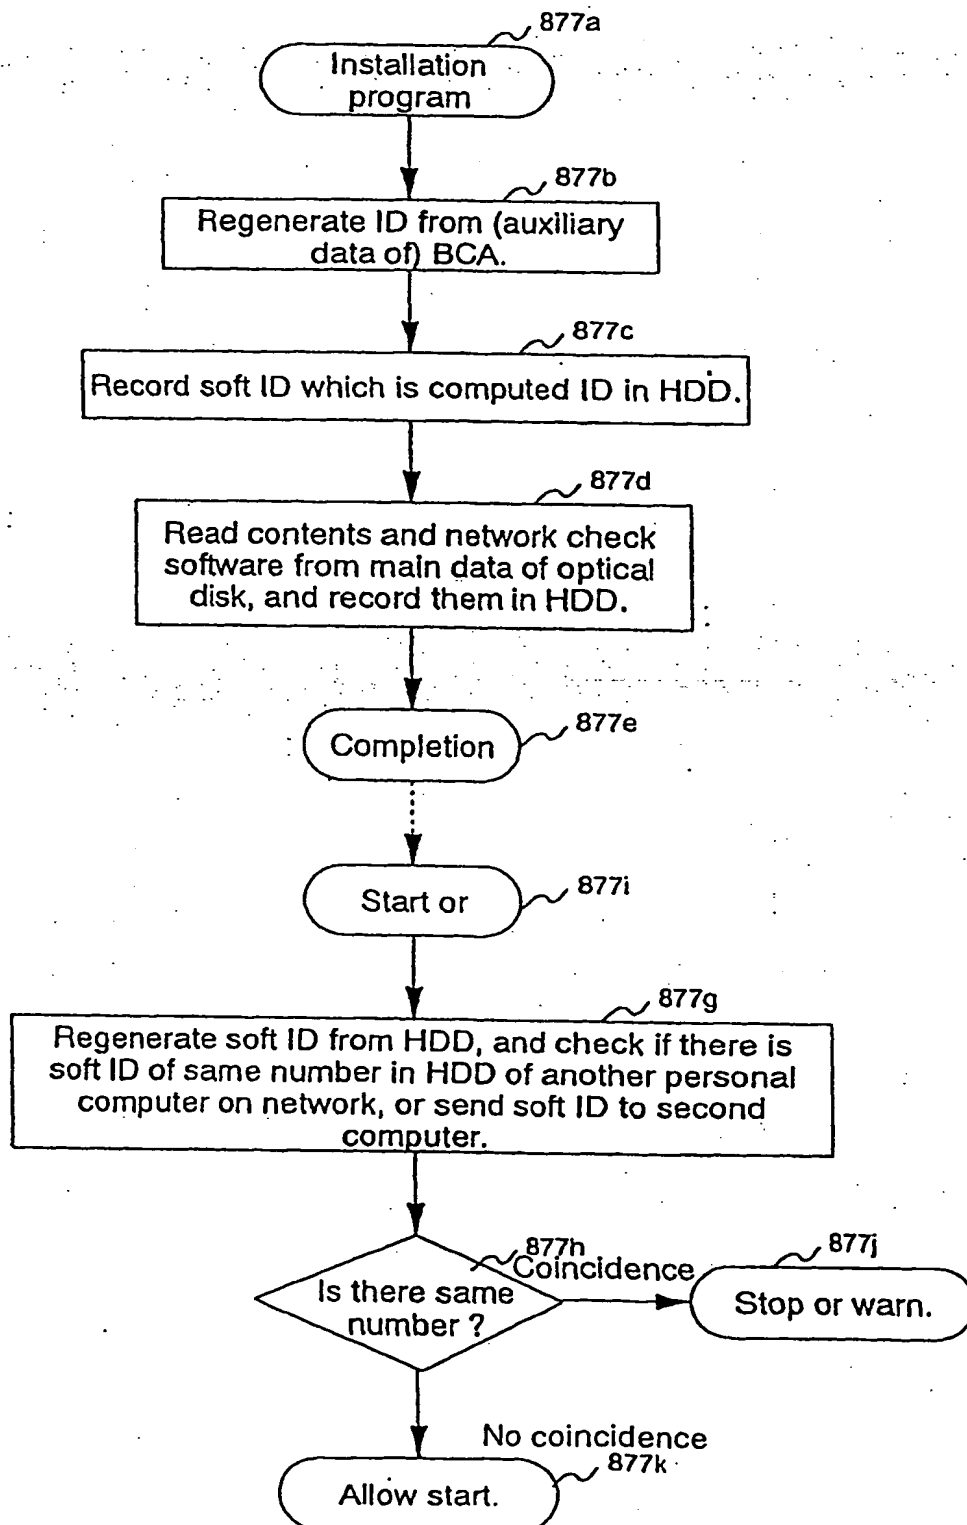 877a
Installation
program
877b
Regenerate ID from (auxiliary
data of) BCA.
877c
Record soft ID which is computed ID in HDD.
877d
Read contents and network check
software from main data of optical
disk, and record them in HDD.
877e
Completion
877i
Start or
877g
Regenerate soft ID from HDD, and check if there is
soft ID of same number in HDD of another personal
computer on network, or send soft ID to second
computer.
877h
Coincidence
877j
Is there same
number ?
Stop or warn.
No coincidence
877k
Allow start.